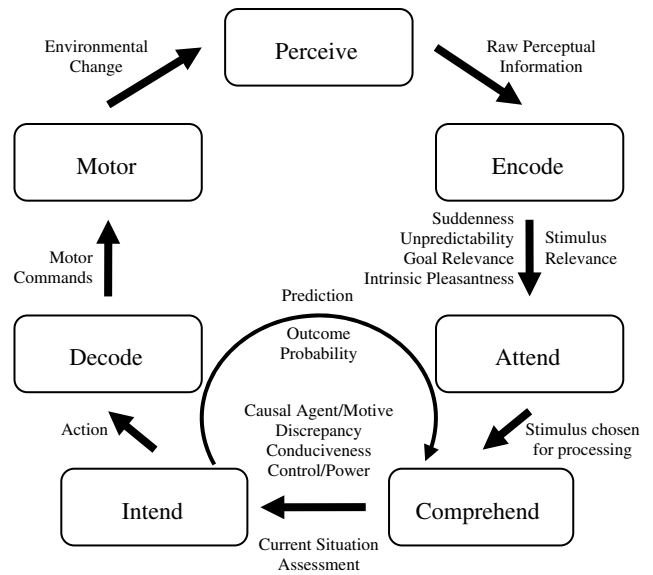 Perceive
Environmental
Change
Raw Perceptual
Information
Motor
Encode
Suddenness
Unpredictability
Goal Relevance
Intrinsic Pleasantness
Stimulus
Relevance
Motor
Commands
Prediction
Outcome
Probability
Decode
Attend
Causal Agent/Motive
Discrepancy
Conduciveness
Control/Power
Action
Stimulus chosen
for processing
Intend
Comprehend
Current Situation
Assessment